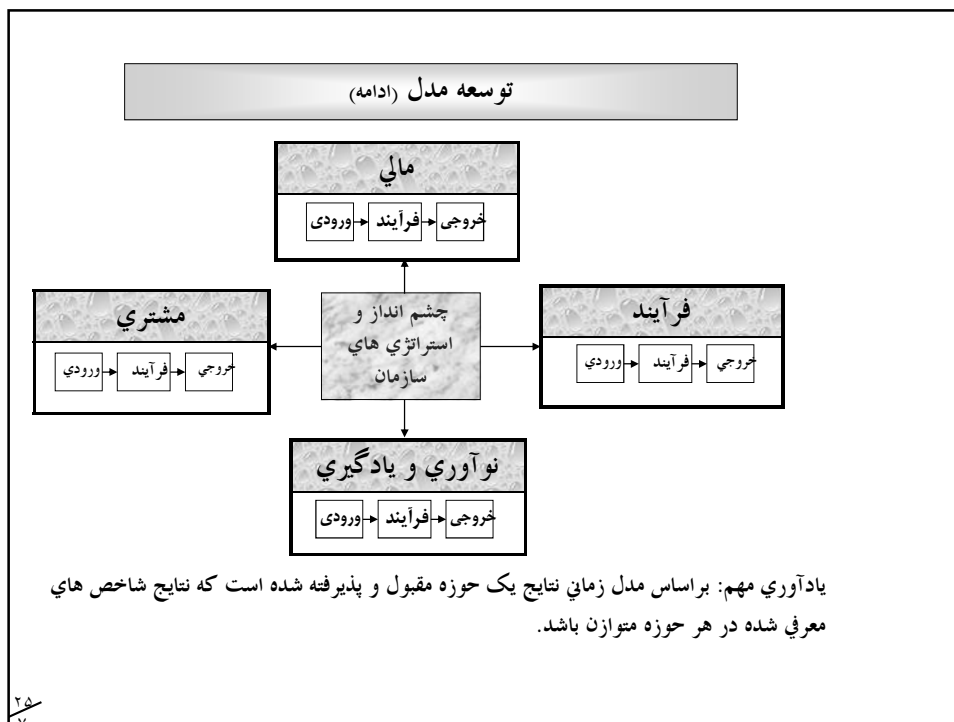 توسعه مدل (ادامه)
مالي
ورودی فرآیند خروجی
فرآيند
ورودي فرآيند خروجي
چشم انداز و
استراتژي هاي
سازمان
مشتري
ورودي فرآيند خروجي
نوآوري و يادگيري
ورودی فرآیند خروجی
يادآوري مهم: براساس مدل زماني نتايج يک حوزه مقبول و پذيرفته شده است که نتايج شاخص هاي
معرفي شده در هر حوزه متوازن باشد.
۲۵